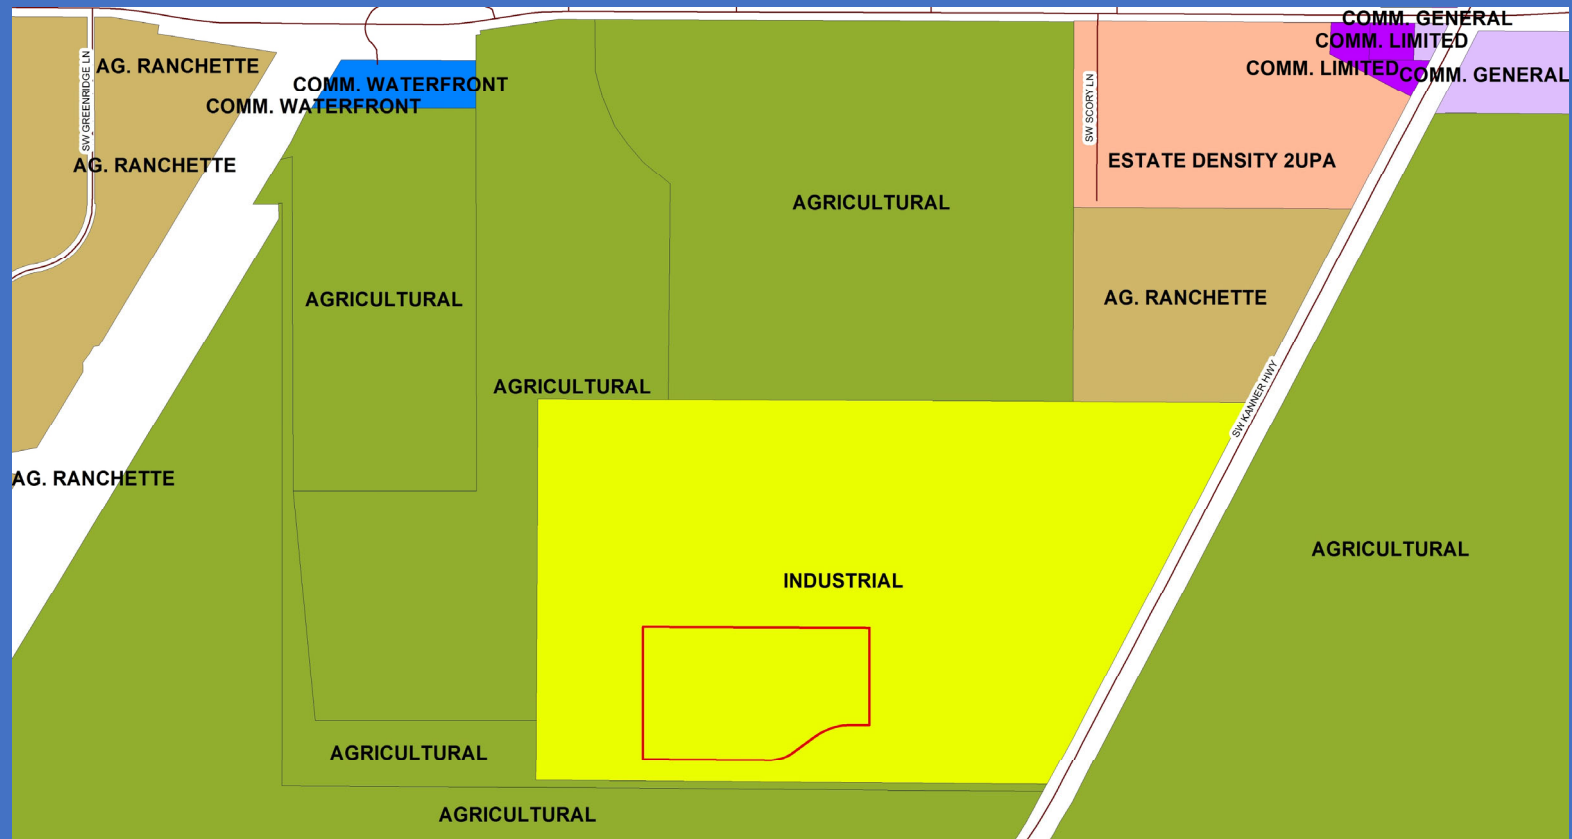 COMM. GENERAL
COMM. LIMITED
AG. RANCHETTE
COMM. LIMITED
COMM. GENERAL
COMM. WATERFRONT
COMM. WATERFRONT
SW GREENRIDGE LN
SW SCORY LN
ESTATE DENSITY 2UPA
AG. RANCHETTE
AGRICULTURAL
AGRICULTURAL
AG. RANCHETTE
AGRICULTURAL
SW KANNER HWY
AG. RANCHETTE
AGRICULTURAL
INDUSTRIAL
AGRICULTURAL
AGRICULTURAL